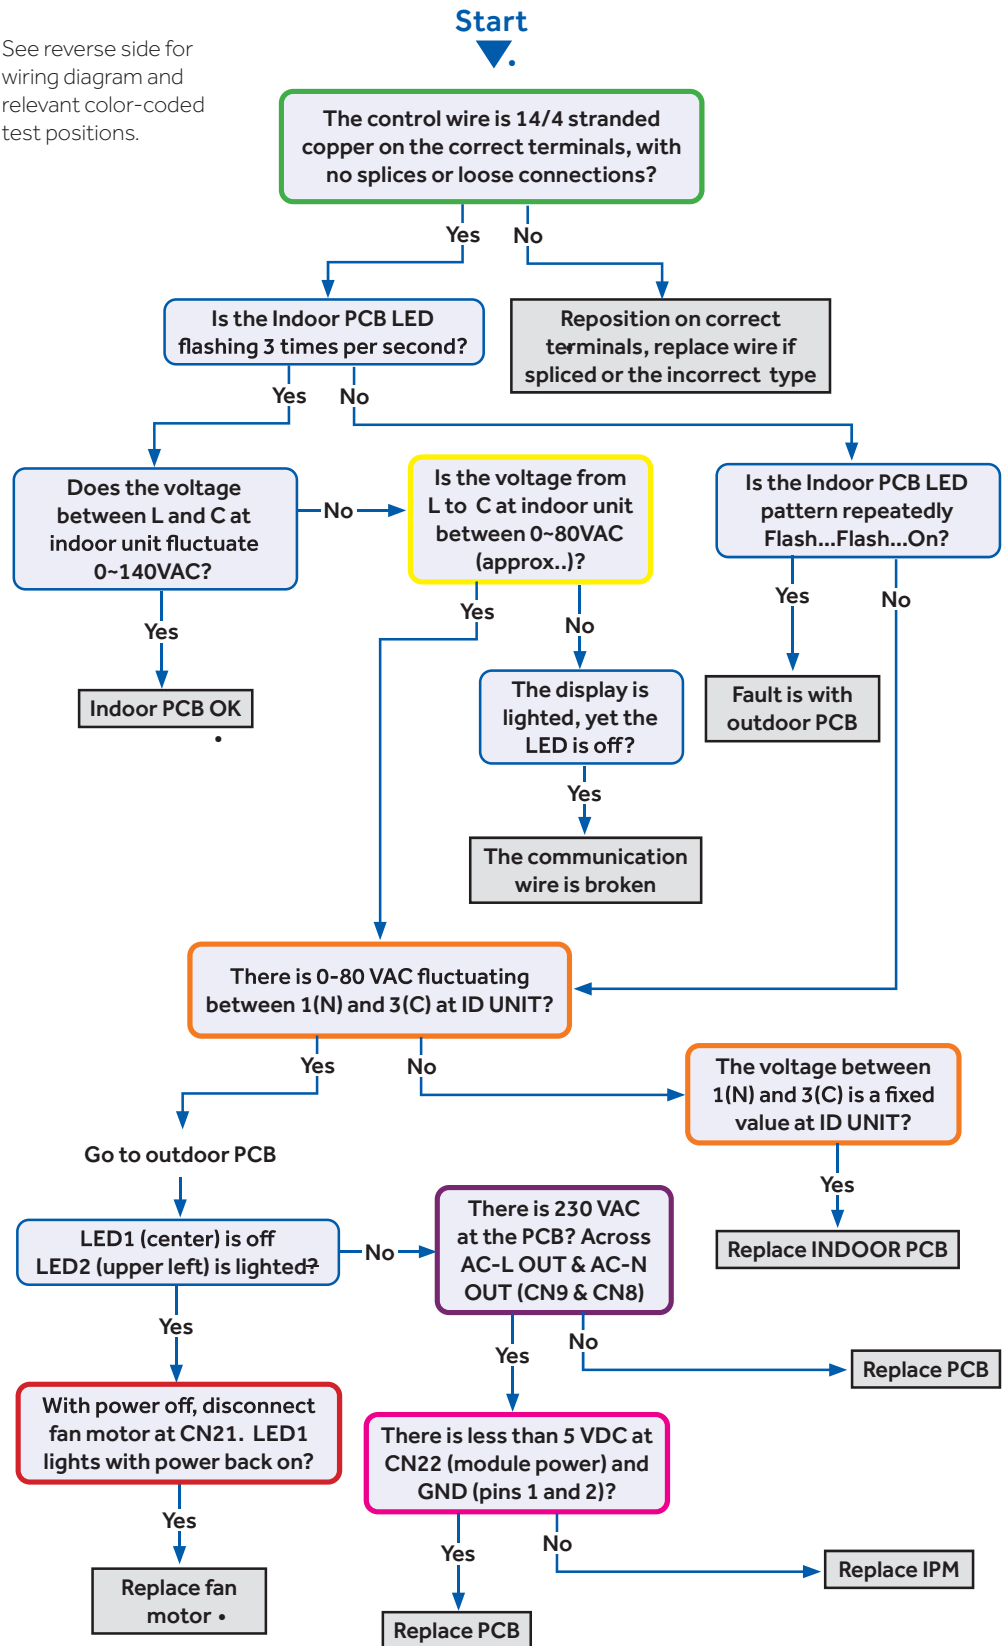 Start
See reverse side for
wiring diagram and
relevant color-coded
test positions.
The control wire is 14/4 stranded
copper on the correct terminals, with
no splices or loose connections?
Yes
No
Is the Indoor PCB LED
flashing 3 times per second?
Reposition on correct
terminals, replace wire if
spliced or the incorrect type
Yes
No
Does the voltage
between L and C at
indoor unit fluctuate
0~140VAC?
No
Is the voltage from
L to C at indoor unit
between 0~80VAC
(approx..)?
Is the Indoor PCB LED
pattern repeatedly
Flash...Flash...On?
Yes
Yes
No
Yes
No
Indoor PCB OK
The display is
lighted, yet the
LED is off?
Fault is with
outdoor PCB
Yes
The communication
wire is broken
There is 0-80 VAC fluctuating
between 1(N) and 3(C) at ID UNIT?
Yes
No
The voltage between
1(N) and 3(C) is a fixed
value at ID UNIT?
Go to outdoor PCB
Yes
Replace INDOOR PCB
LED1 (center) is off
LED2 (upper left) is lighted?
No
There is 230 VAC
at the PCB? Across
AC-L OUT & AC-N
OUT (CN9 & CN8)
Yes
Yes
No
Replace PCB
With power off, disconnect
fan motor at CN21. LED1
lights with power back on?
There is less than 5 VDC at
CN22 (module power) and
GND (pins 1 and 2)?
Yes
Yes
No
Replace fan
motor
Replace IPM
Replace PCB